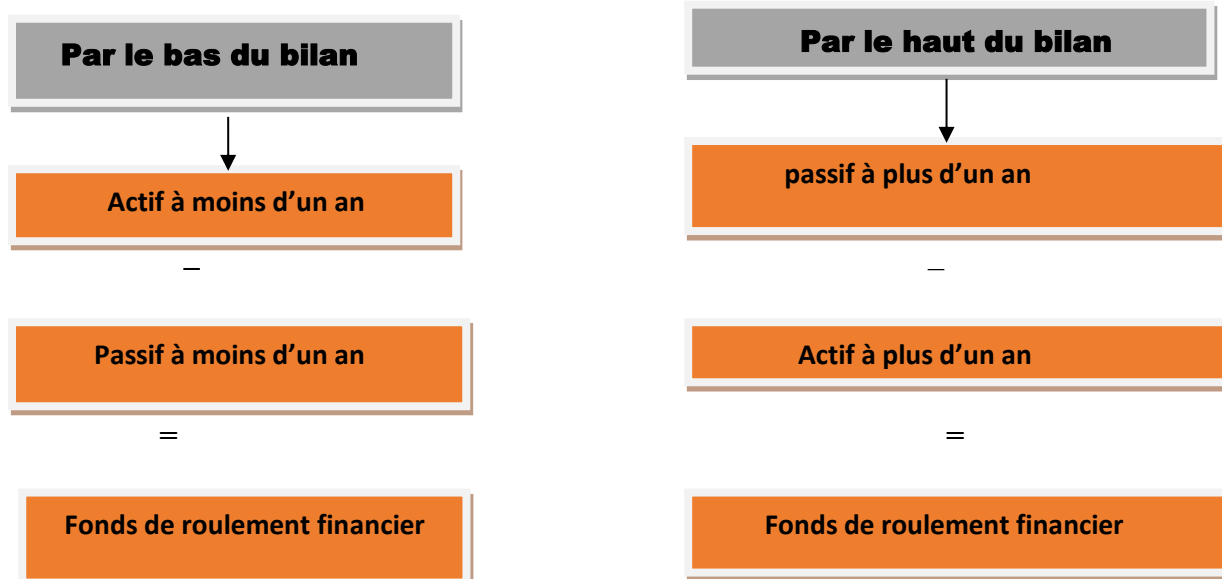 Par le bas du bilan
Actif à moins d’un an
–
Passif à moins d’un an
=
Fonds de roulement financier
Par le haut du bilan
passif à plus d’un an
–
Actif à plus d’un an
=
Fonds de roulement financier